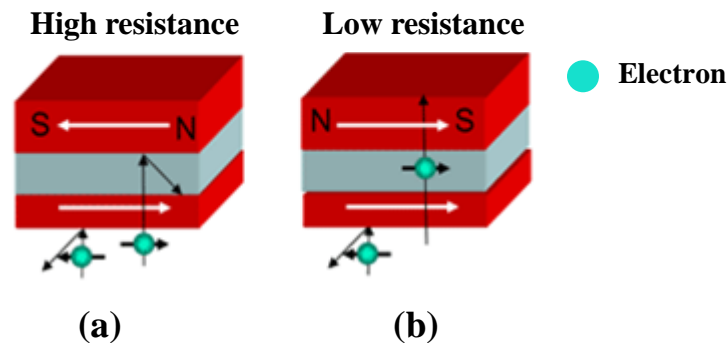 High resistance
Low resistance
Electron
S N
N S
(a)
(b)